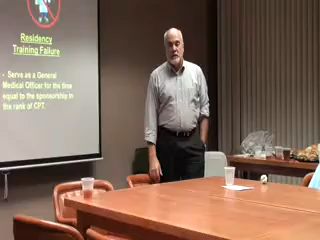 Residency
Training Failure
- Serve as a General
Medical Officer for the time
equal to the sponsorship in
the rank of CPT.